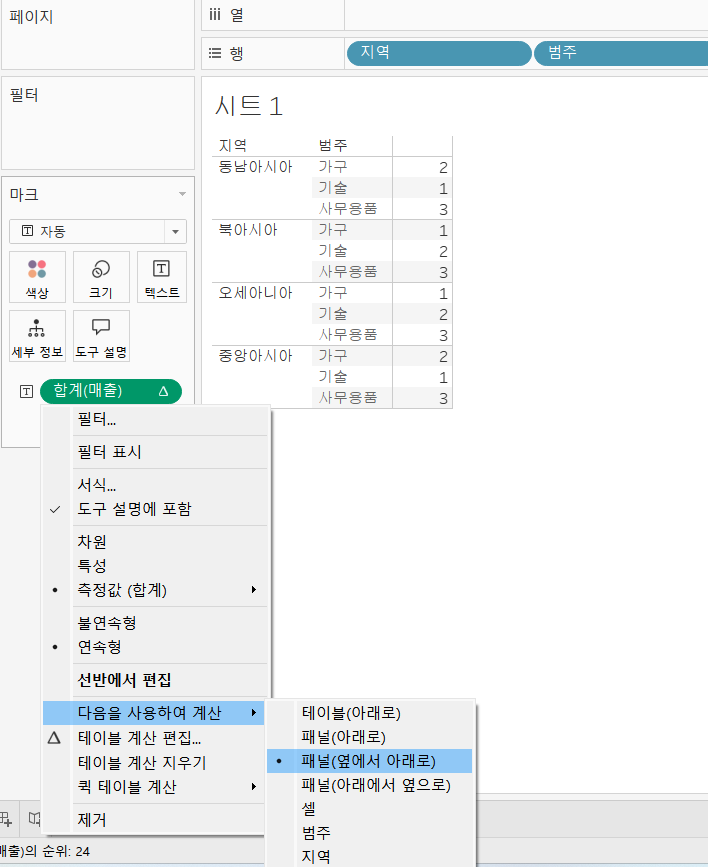 페이지
열
행
지역
범주
필터
시트 1
지역 범주
동남아시아 가구 2
기술 1
사무용품 3
북아시아 가구 1
기술 2
사무용품 3
오세아니아 가구 1
기술 2
사무용품 3
중앙아시아 가구 2
기술 1
사무용품 3
마크
자동
색상
크기
텍스트
세부 정보
도구 설명
합계(매출) Δ
필터...
필터 표시
서식...
도구 설명에 포함
차원
특성
측정값 (합계)
불연속형
연속형
선반에서 편집
다음을 사용하여 계산
테이블 계산 편집...
테이블 계산 지우기
퀵 테이블 계산
제거
테이블(아래로)
패널(아래로)
패널(옆에서 아래로)
패널(아래에서 옆으로)
셀
범주
지역
매출)의 순위: 24